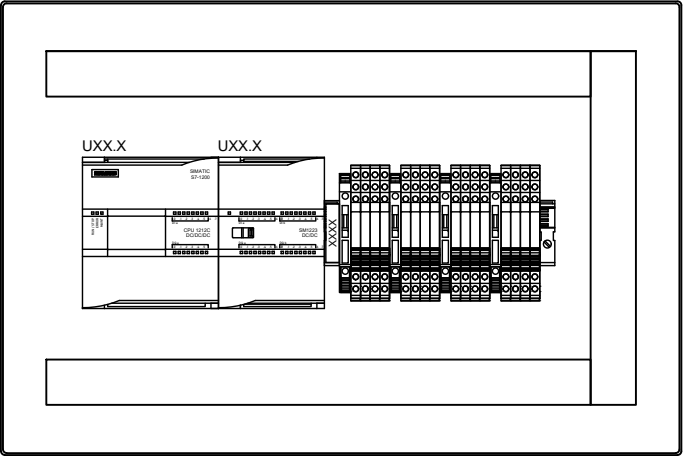 UXX.X
UXX.X
SIMATIC
S7-1200
CPU 1212C
DC/DC/DC
SM1223
DC/DC
XXXX